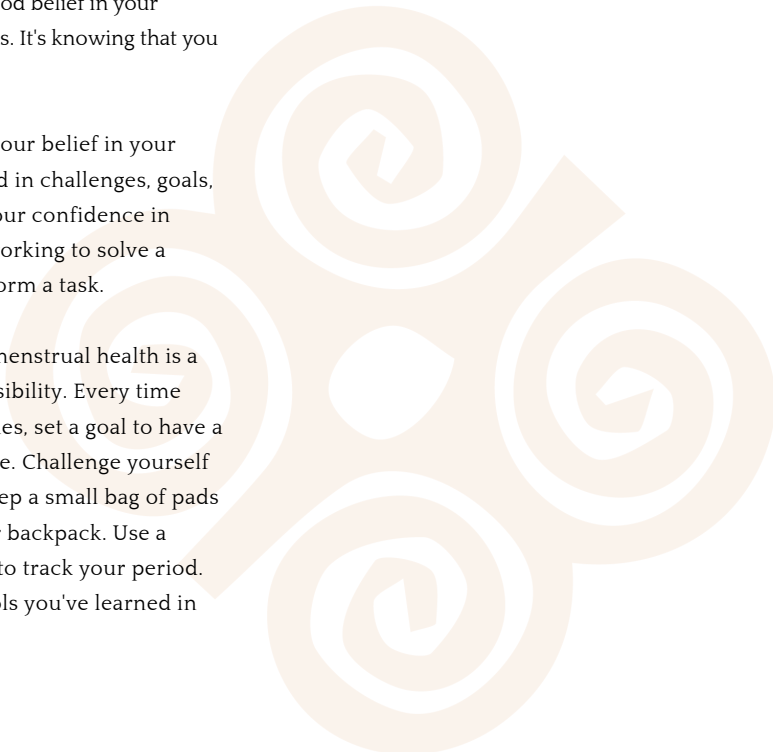 od belief in your
s. It's knowing that you
our belief in your
d in challenges, goals,
our confidence in
orking to solve a
orm a task.
menstrual health is a
sibility. Every time
es, set a goal to have a
e. Challenge yourself
ep a small bag of pads
backpack. Use a
to track your period.
ols you've learned in